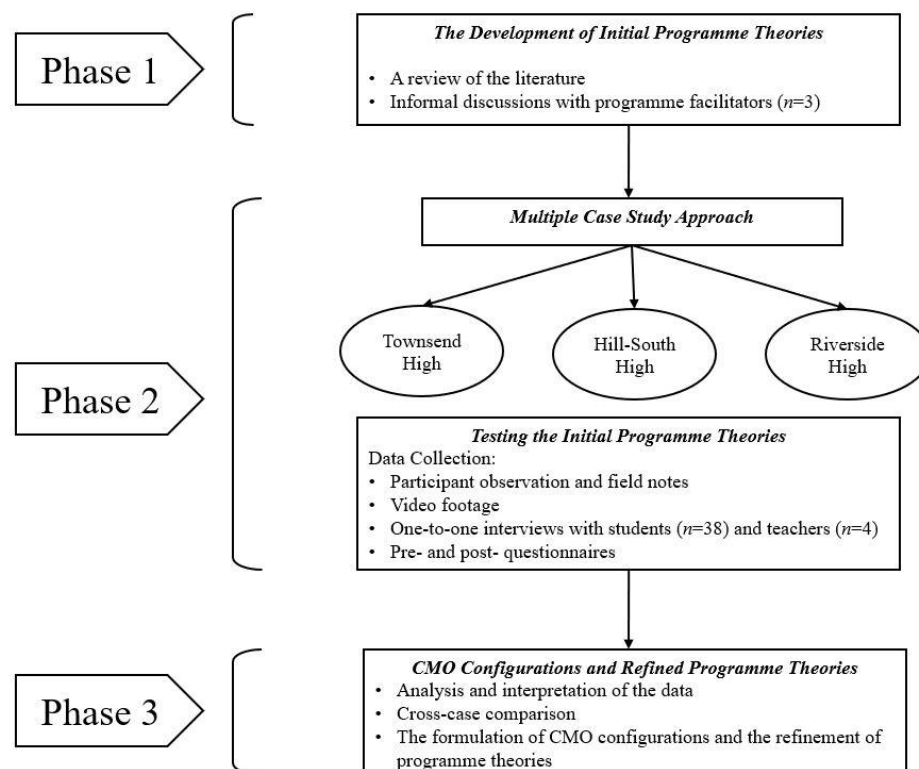 Phase 1
The Development of Initial Programme Theories
• A review of the literature
• Informal discussions with programme facilitators (n=3)
Phase 2
Multiple Case Study Approach
Townsend
High
Hill-South
High
Riverside
High
Testing the Initial Programme Theories
Data Collection:
• Participant observation and field notes
• Video footage
• One-to-one interviews with students (n=38) and teachers (n=4)
• Pre- and post- questionnaires
Phase 3
CMO Configurations and Refined Programme Theories
• Analysis and interpretation of the data
• Cross-case comparison
• The formulation of CMO configurations and the refinement of
programme theories